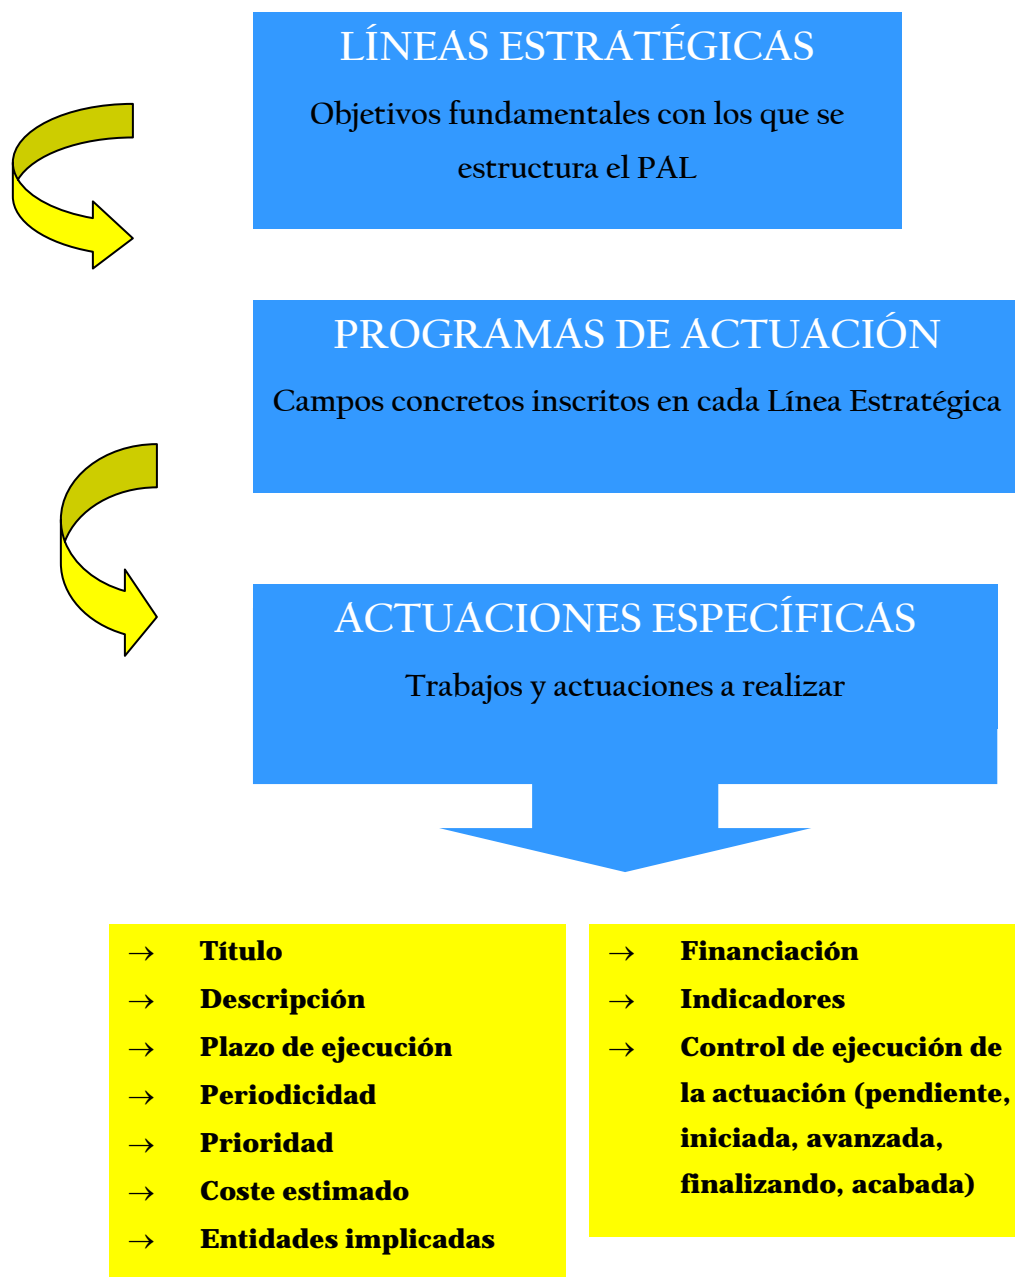 LÍNEAS ESTRATÉGICAS
Objetivos fundamentales con los que se
estructura el PAL
PROGRAMAS DE ACTUACIÓN
Campos concretos inscritos en cada Línea Estratégica
ACTUACIONES ESPECÍFICAS
Trabajos y actuaciones a realizar
→ Título
→ Descripción
→ Plazo de ejecución
→ Periodicidad
→ Prioridad
→ Coste estimado
→ Entidades implicadas
→ Financiación
→ Indicadores
→ Control de ejecución de
la actuación (pendiente,
iniciada, avanzada,
finalizando, acabada)